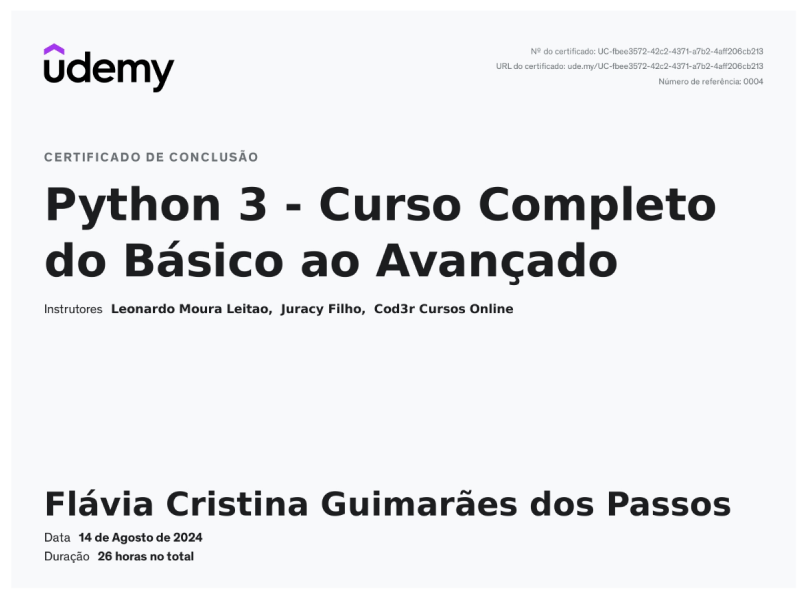 udemy
Nº do certificado: UC-fbee3572-42c2-4371-a7b2-4aff206cb213
URL do certificado: ude.my/UC-fbee3572-42c2-4371-a7b2-4aff206cb213
Número de referência: 0004
CERTIFICADO DE CONCLUSÃO
Python 3 - Curso Completo
do Básico ao Avançado
Instrutores Leonardo Moura Leitao, Juracy Filho, Cod3r Cursos Online
Flávia Cristina Guimarães dos Passos
Data 14 de Agosto de 2024
Duração 26 horas no total